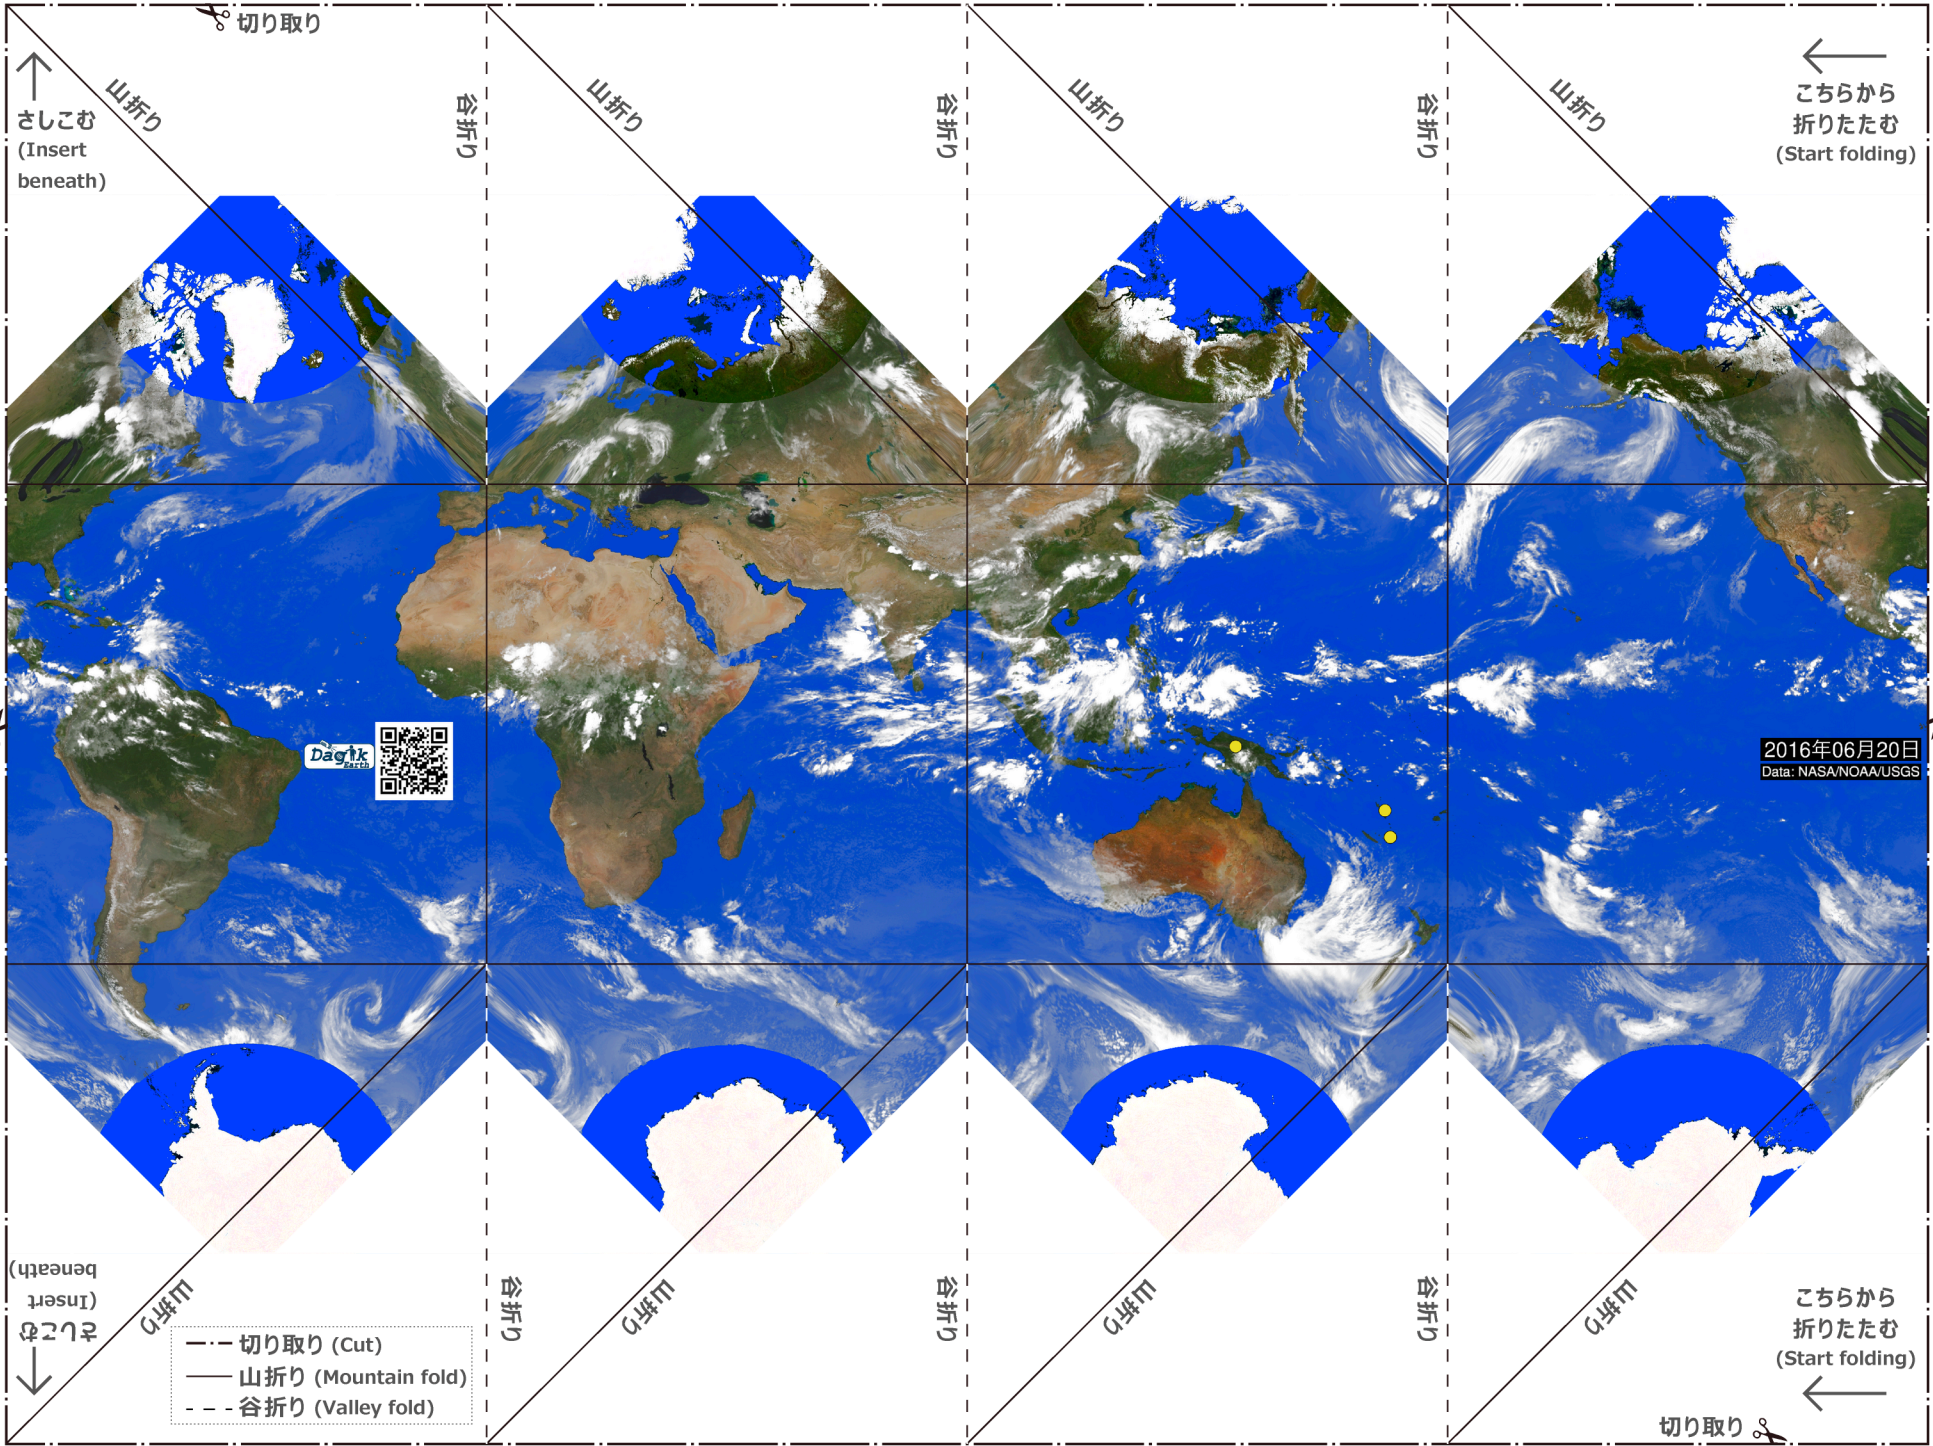 切り取り
山折り
谷折り
山折り
谷折り
山折り
谷折り
山折り
さしこむ
(Insert
beneath)
こちらから
折りたたむ
(Start folding)
Dagik
Earth
2016年06月20日
Data: NASA/NOAA/USGS
さしこむ
(Insert
beneath)
山折り
谷折り
山折り
谷折り
山折り
谷折り
山折り
こちらから
折りたたむ
(Start folding)
切り取り (Cut)
山折り (Mountain fold)
谷折り (Valley fold)
切り取り